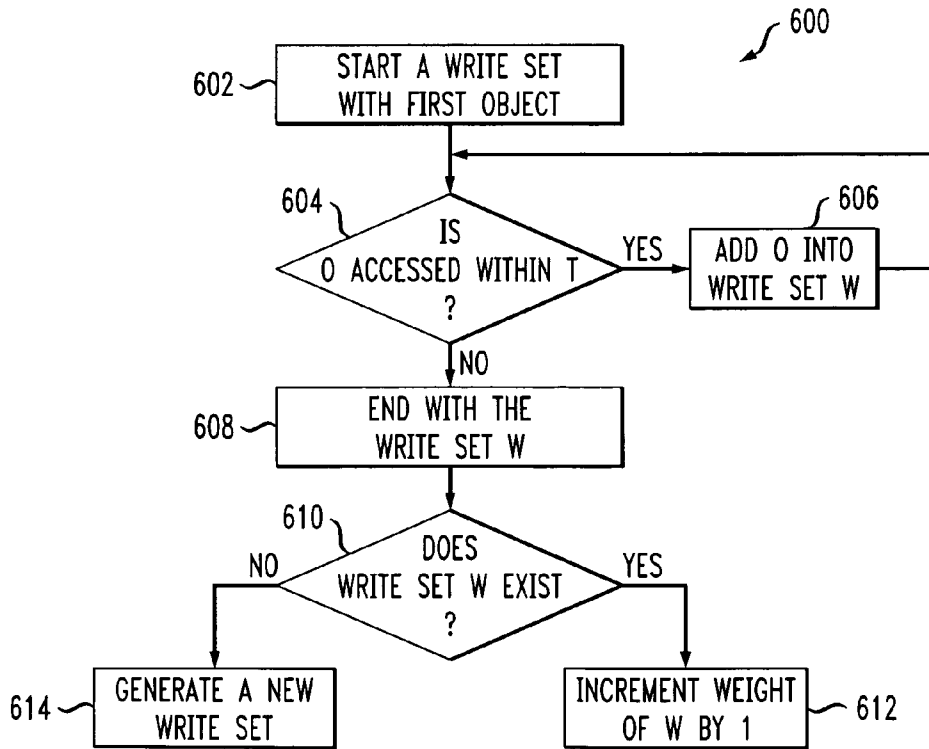 600
602
START A WRITE SET
WITH FIRST OBJECT
604
IS
O ACCESSED WITHIN T
?
YES
606
ADD O INTO
WRITE SET W
NO
608
END WITH THE
WRITE SET W
610
DOES
WRITE SET W EXIST
?
NO
YES
614
GENERATE A NEW
WRITE SET
INCREMENT WEIGHT
OF W BY 1
612